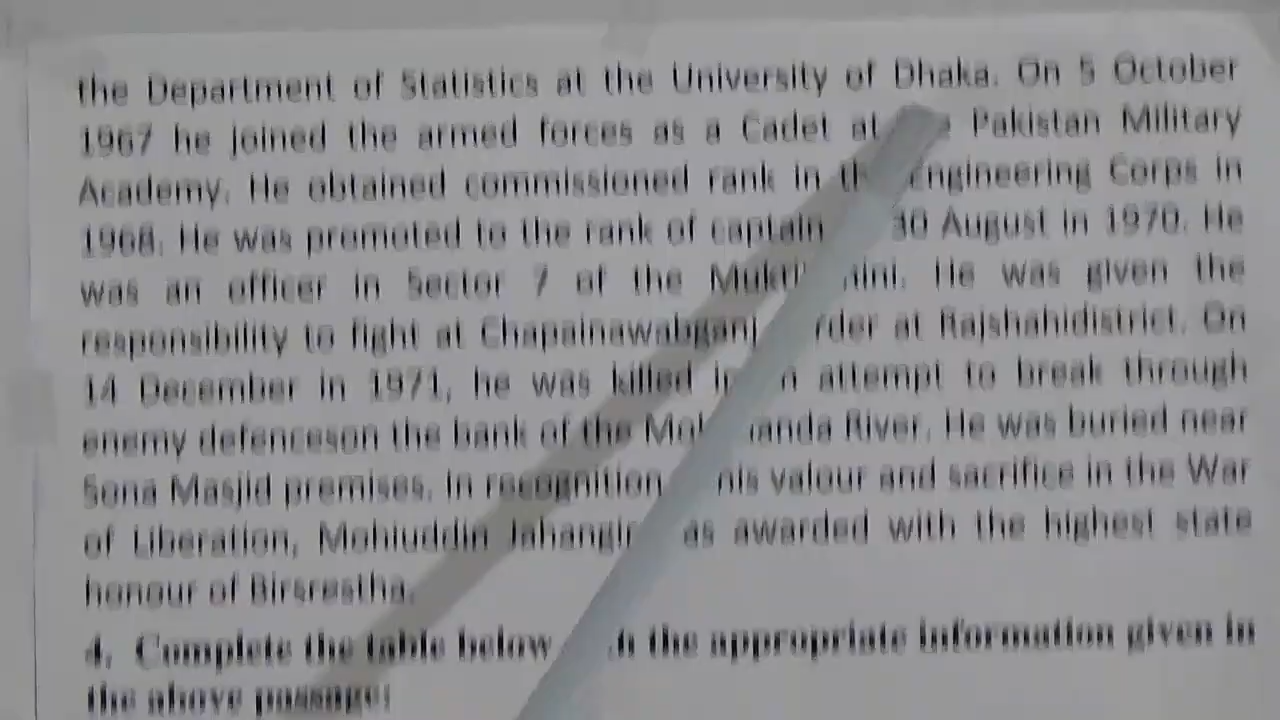 the Department of Statistics at the University of Dhaka. On 5 October
1967 he joined the armed forces as a Cadet at Pakistan Military
Academy. He obtained commissioned rank in the Engineering Corps in
1968. He was promoted to the rank of captain 30 August in 1970. He
was an officer in Sector 7 of the He was given the
responsibility to fight at Chapainawabganj at Rajshahidistrict. On
14 December in 1971, he was killed in attempt to break through
enemy defenceson the bank of the River. He was buried near
Sona Masjid premises. In recognition his valour and sacrifice in the War
of Liberation, Mohiuddin Jahangir as awarded with the highest state
honour of Birsrestha.
4. Complete the table below the appropriate information given in
the above passage: